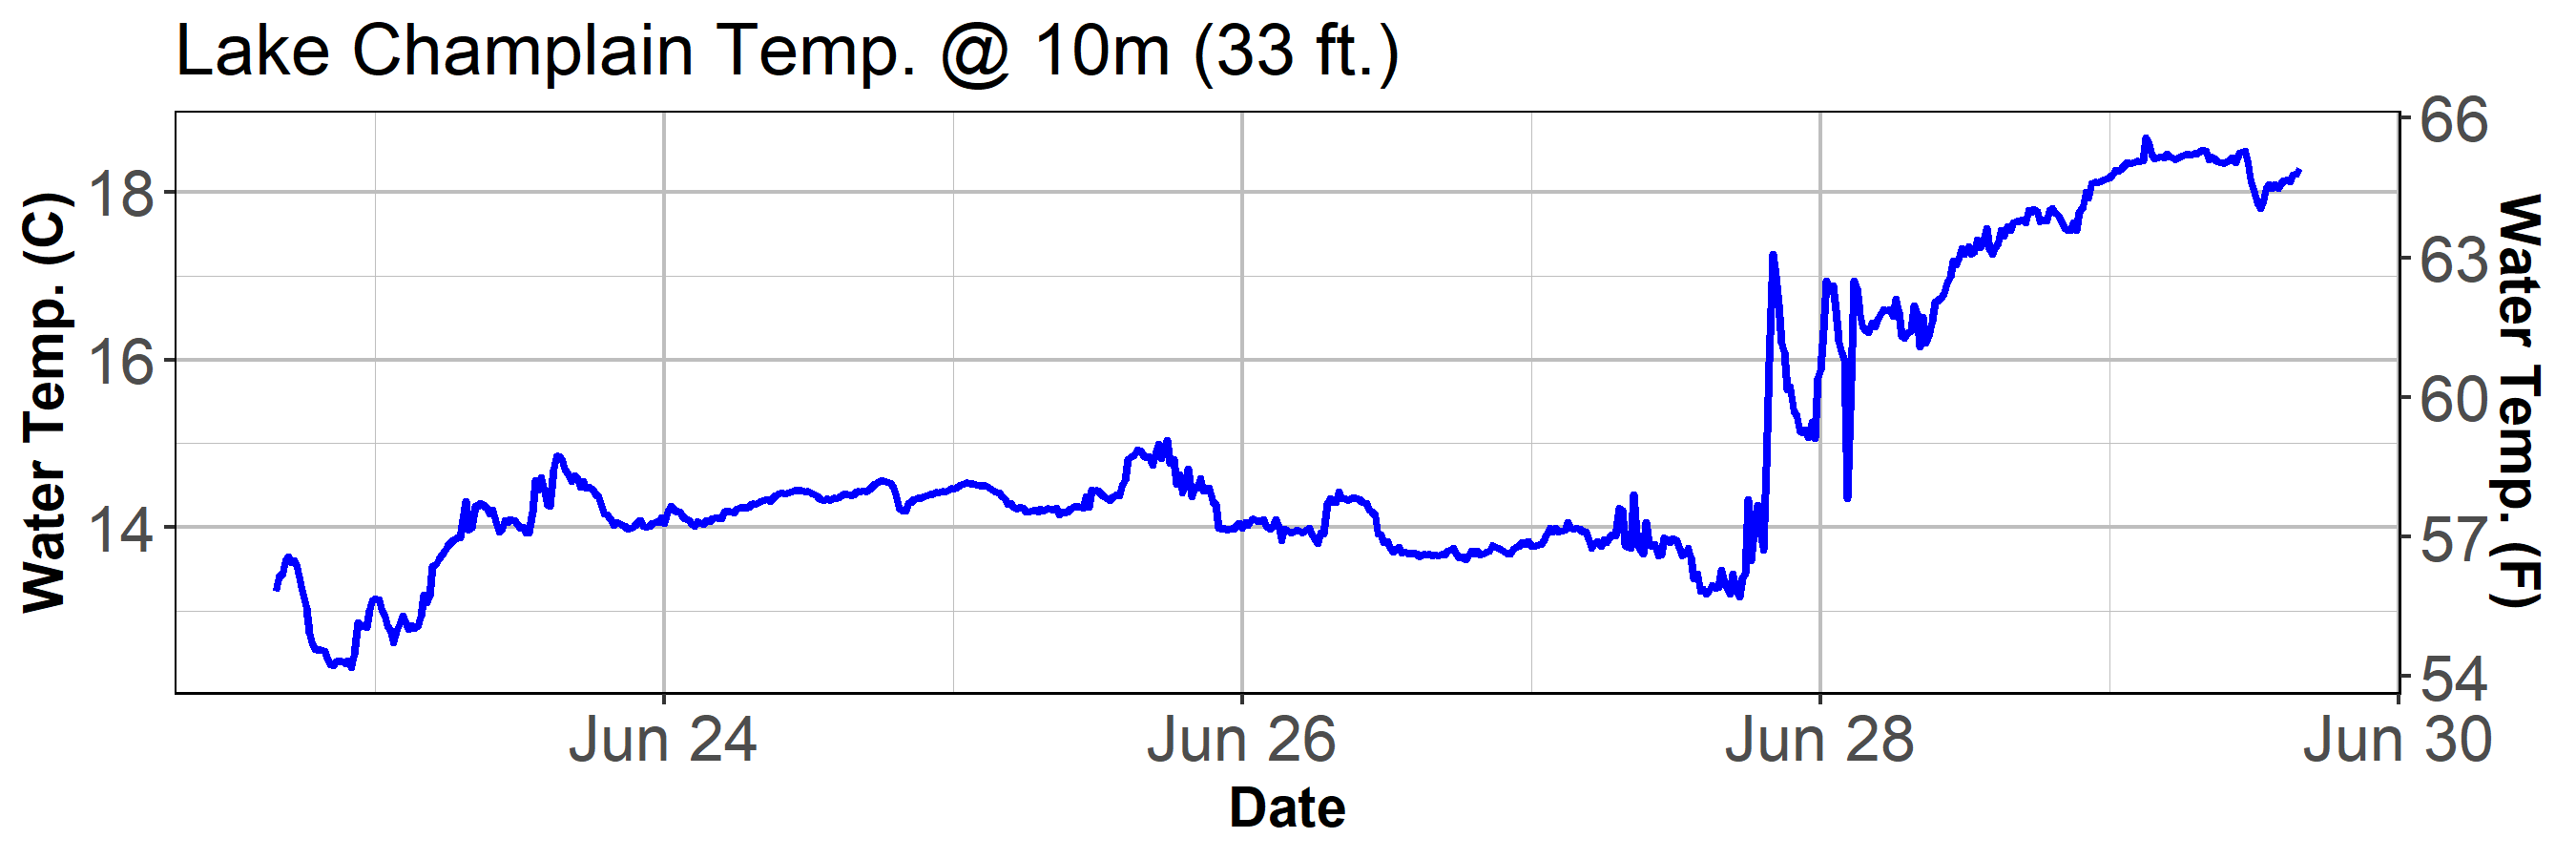 Lake Champlain Temp. @ 10m (33 ft.)
Water Temp. (C)
18
16
14
66
63
60
57
54
Water Temp. (F)
Jun 24
Jun 26
Jun 28
Jun 30
Date